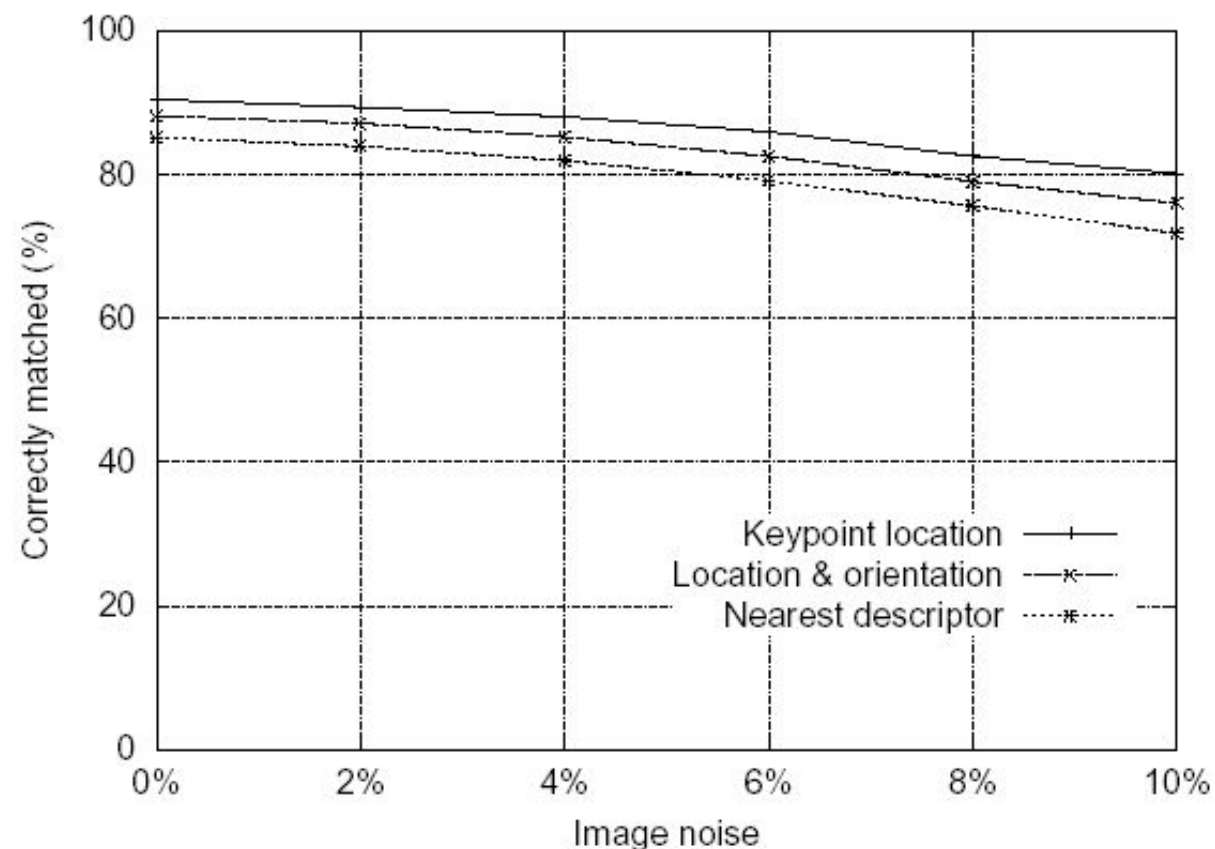 100
80
60
40
20
0
Correctly matched (%)
Keypoint location
Location & orientation
Nearest descriptor
0% 2% 4% 6% 8% 10%
Image noise